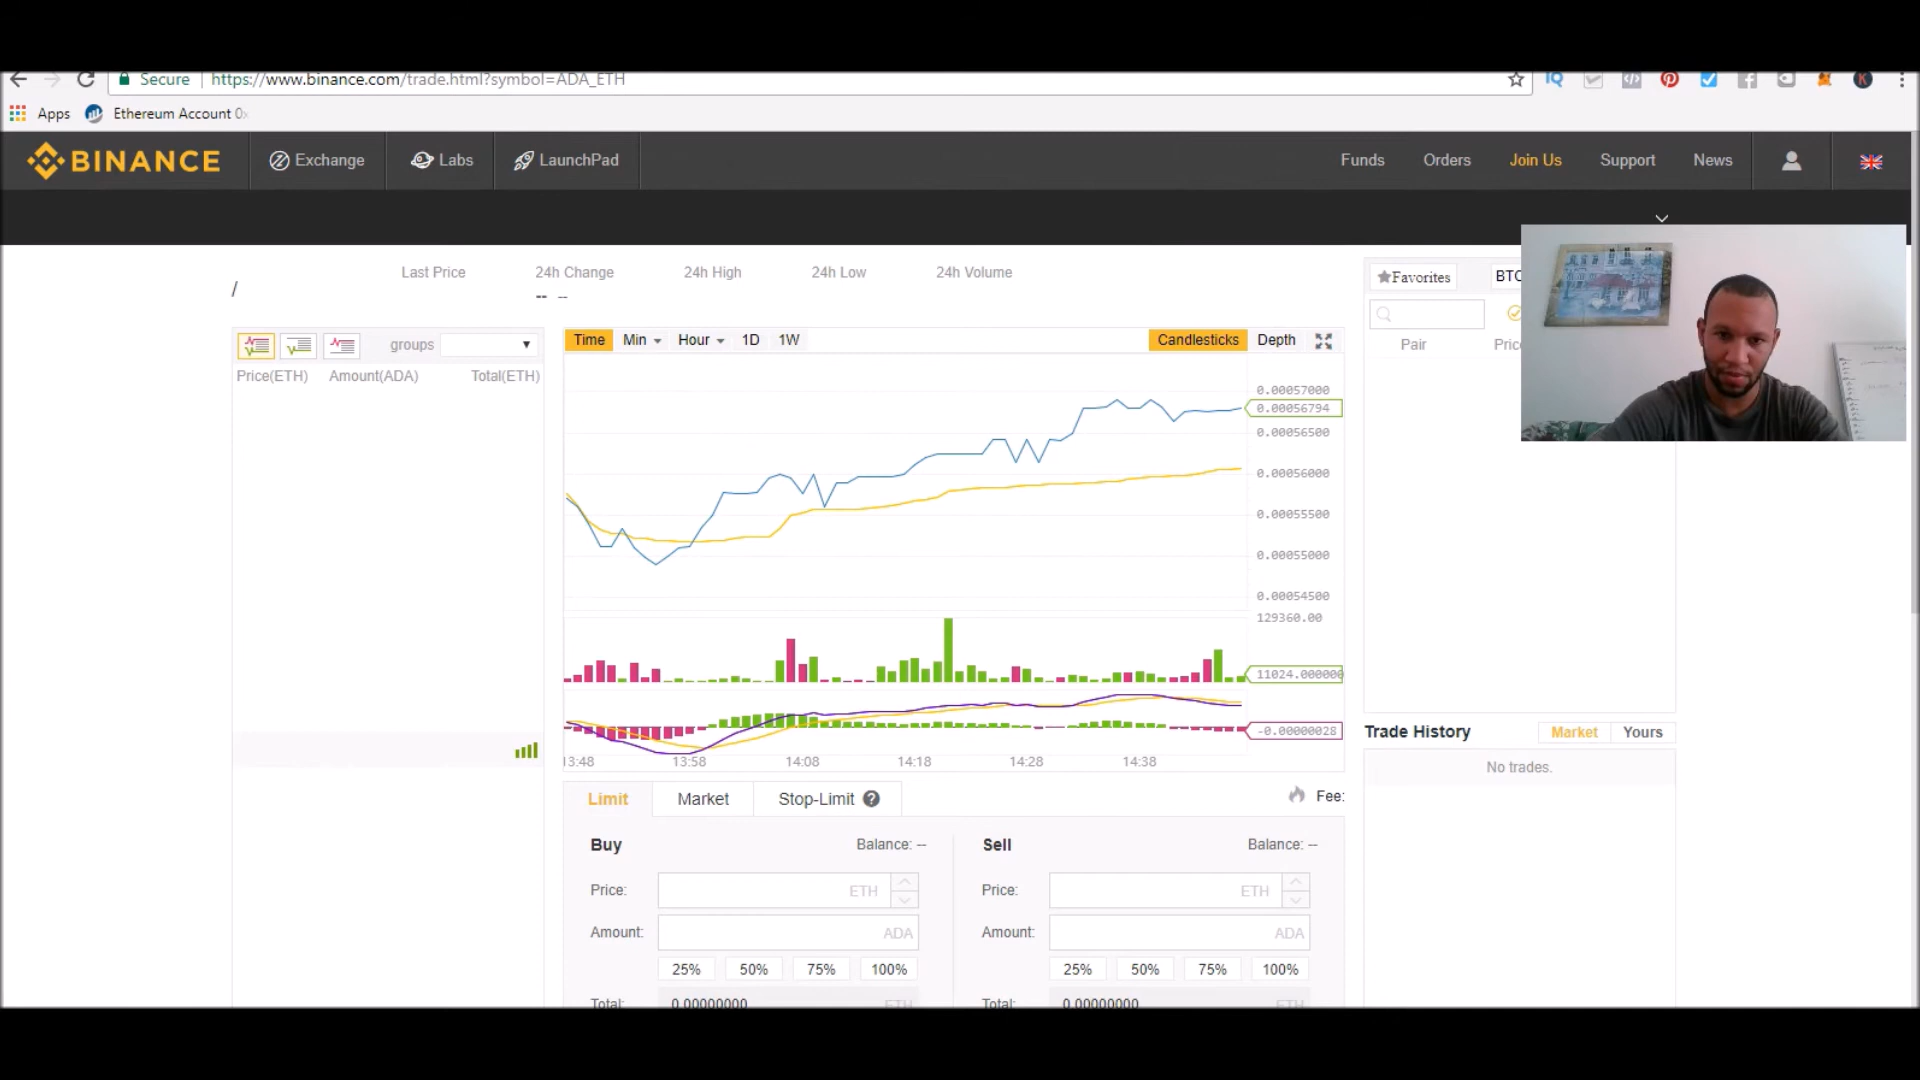 Secure https://www.binance.com/trade.html?symbol=ADA_ETH
Apps Ethereum Account 0x
BINANCE Exchange Labs LaunchPad Funds Orders Join Us Support News
Last Price 24h Change 24h High 24h Low 24h Volume
/
-- --
Favorites BTC
groups
Price(ETH) Amount(ADA) Total(ETH)
Time Min Hour 1D 1W Candlesticks Depth
Pair Pric
0.00057000
0.00056794
0.00056500
0.00056000
0.00055500
0.00055000
0.00054500
129360.00
11024.000000
-0.00000028
13:48 13:58 14:08 14:18 14:28 14:38
Trade History Market Yours
No trades.
Limit Market Stop-Limit ? Fee:
Buy Balance: --
Price: ETH
Amount: ADA
25% 50% 75% 100%
Total: 0.00000000 ETH
Sell Balance: --
Price: ETH
Amount: ADA
25% 50% 75% 100%
Total: 0.00000000 ETH